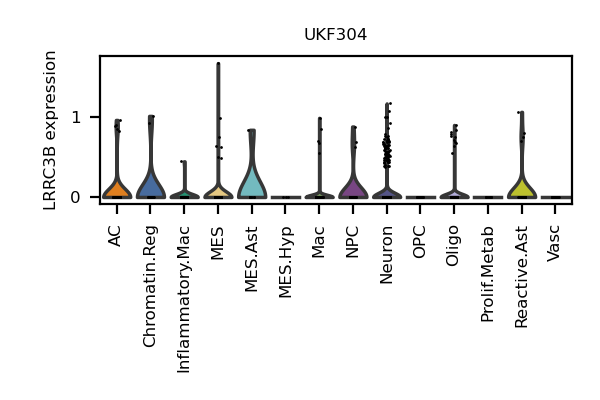 UKF304
LRRC3B expression
1
0
AC
Chromatin.Reg
Inflammatory.Mac
MES
MES.Ast
MES.Hyp
Mac
NPC
Neuron
OPC
Oligo
Prolif.Metab
Reactive.Ast
Vasc